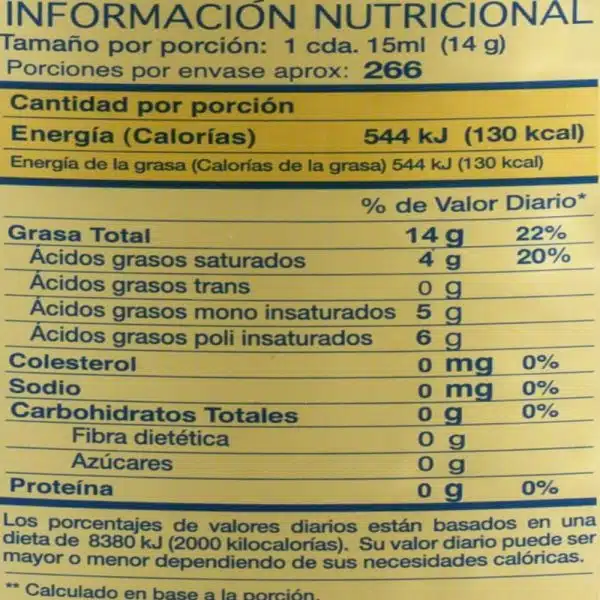 INFORMACIÓN NUTRICIONAL
Tamaño por porción: 1 cda. 15ml (14 g)
Porciones por envase aprox: 266
Cantidad por porción
Energía (Calorías) 544 kJ (130 kcal)
Energía de la grasa (Calorías de la grasa) 544 kJ (130 kcal)
% de Valor Diario*
Grasa Total 14 g 22%
Ácidos grasos saturados 4 g 20%
Ácidos grasos trans 0 g
Ácidos grasos mono insaturados 5 g
Ácidos grasos poli insaturados 6 g
Colesterol 0 mg 0%
Sodio 0 mg 0%
Carbohidratos Totales 0 g 0%
Fibra dietética 0 g
Azúcares 0 g
Proteína 0 g 0%
Los porcentajes de valores diarios están basados en una
dieta de 8380 kJ (2000 kilocalorías). Su valor diario puede ser
mayor o menor dependiendo de sus necesidades calóricas.
** Calculado en base a la porción.